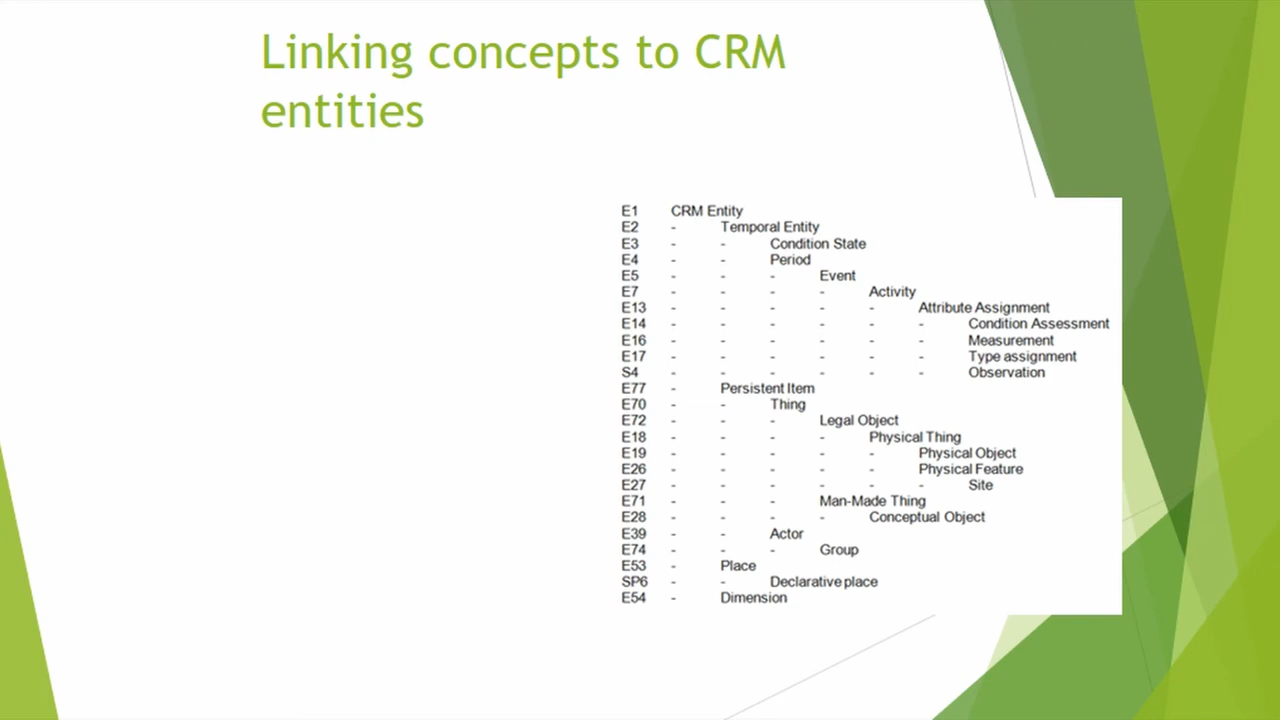 Linking concepts to CRM
entities
E1 CRM Entity
E2 - Temporal Entity
E3 - - Condition State
E4 - - Period
E5 - - - Event
E7 - - - - Activity
E13 - - - - - Attribute Assignment
E14 - - - - - - Condition Assessment
E16 - - - - - - Measurement
E17 - - - - - - Type assignment
S4 - - - - - - Observation
E77 - Persistent Item
E70 - - Thing
E72 - - - Legal Object
E18 - - - - Physical Thing
E19 - - - - - Physical Object
E26 - - - - - Physical Feature
E27 - - - - - - Site
E71 - - - Man-Made Thing
E28 - - - - Conceptual Object
E39 - - Actor
E74 - - - Group
E53 - Place
SP6 - - Declarative place
E54 - Dimension